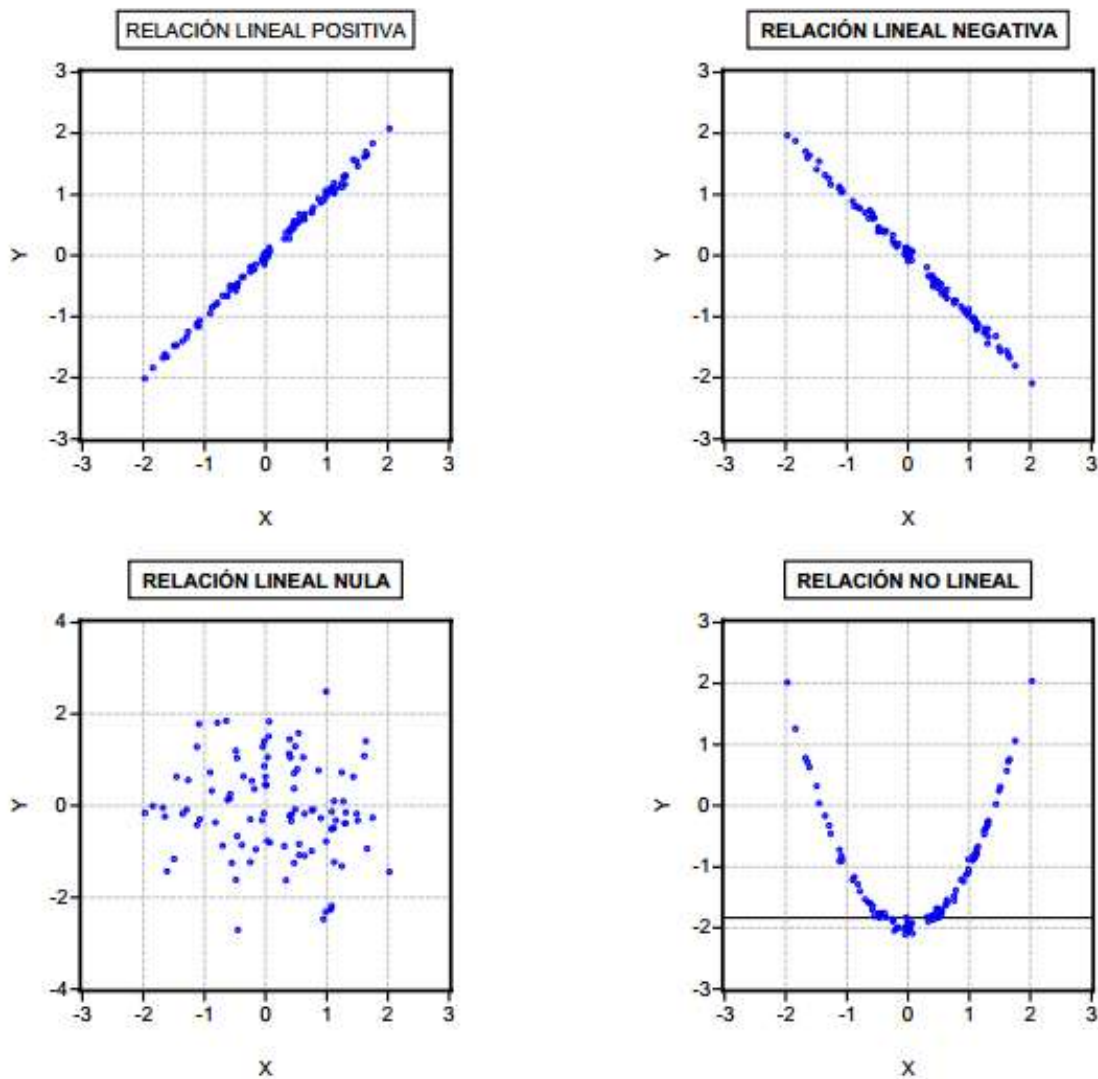 RELACIÓN LINEAL POSITIVA
3
2
1
0
-1
-2
-3
Y
-3 -2 -1 0 1 2 3
X
RELACIÓN LINEAL NEGATIVA
3
2
1
0
-1
-2
-3
Y
-3 -2 -1 0 1 2 3
X
RELACIÓN LINEAL NULA
4
2
0
-2
-4
Y
-3 -2 -1 0 1 2 3
X
RELACIÓN NO LINEAL
3
2
1
0
-1
-2
-3
Y
-3 -2 -1 0 1 2 3
X